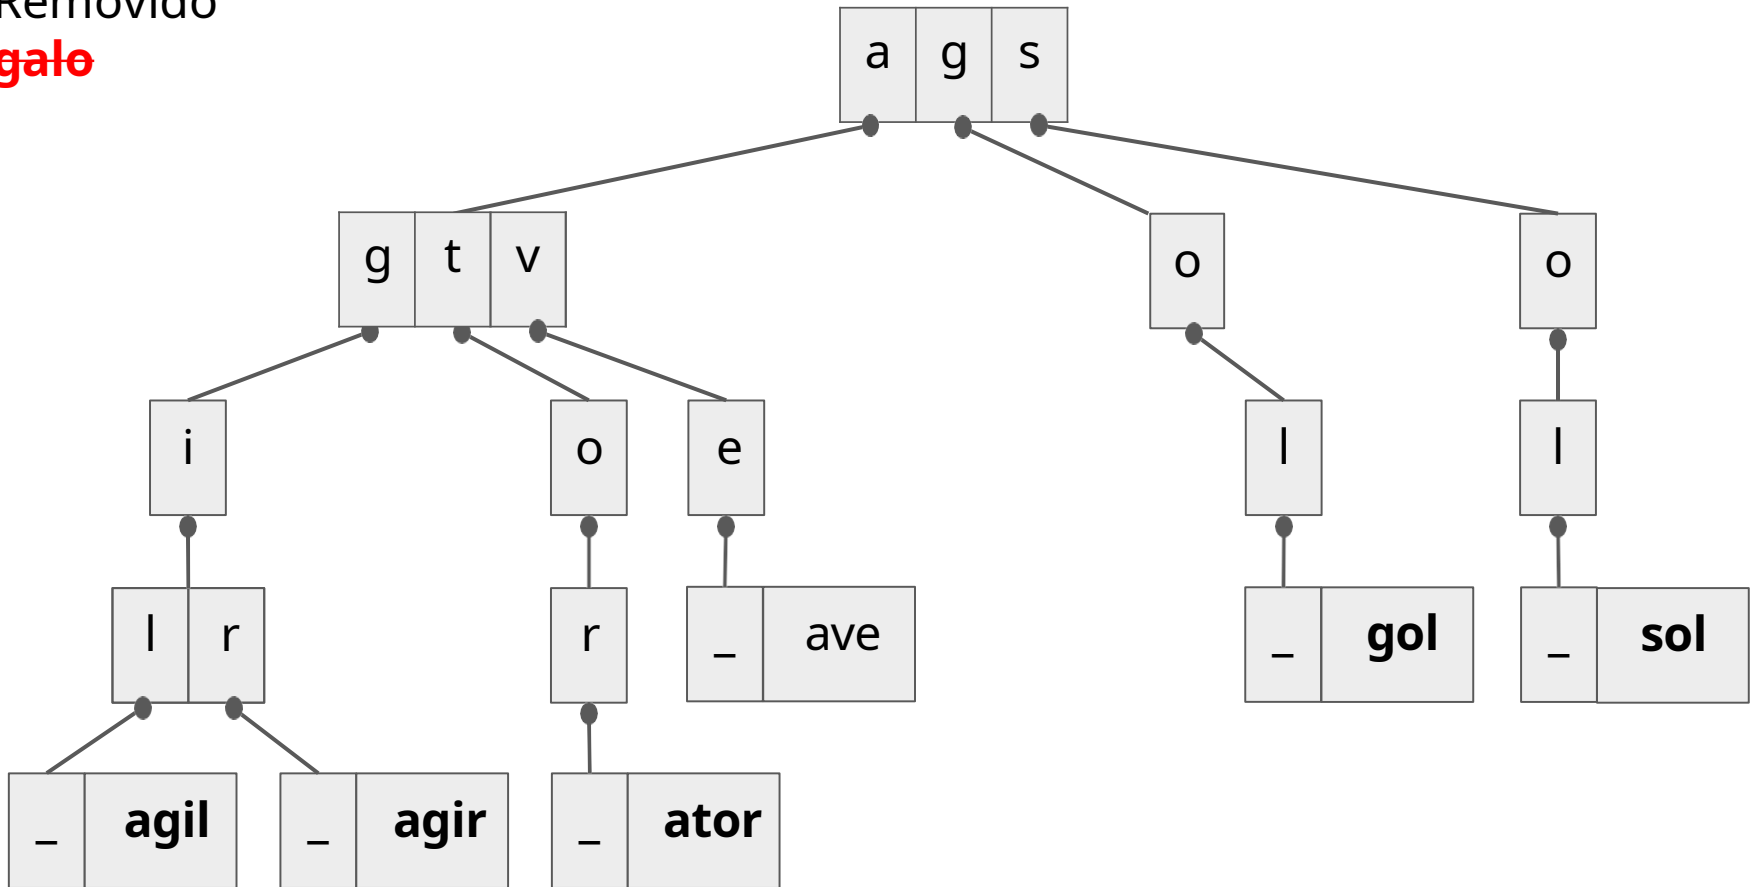 Removido
galo
a g s
g t v
o
o
i
o
e
l
l
l r
r
_ ave
_ gol
_ sol
_ agil
_ agir
_ ator